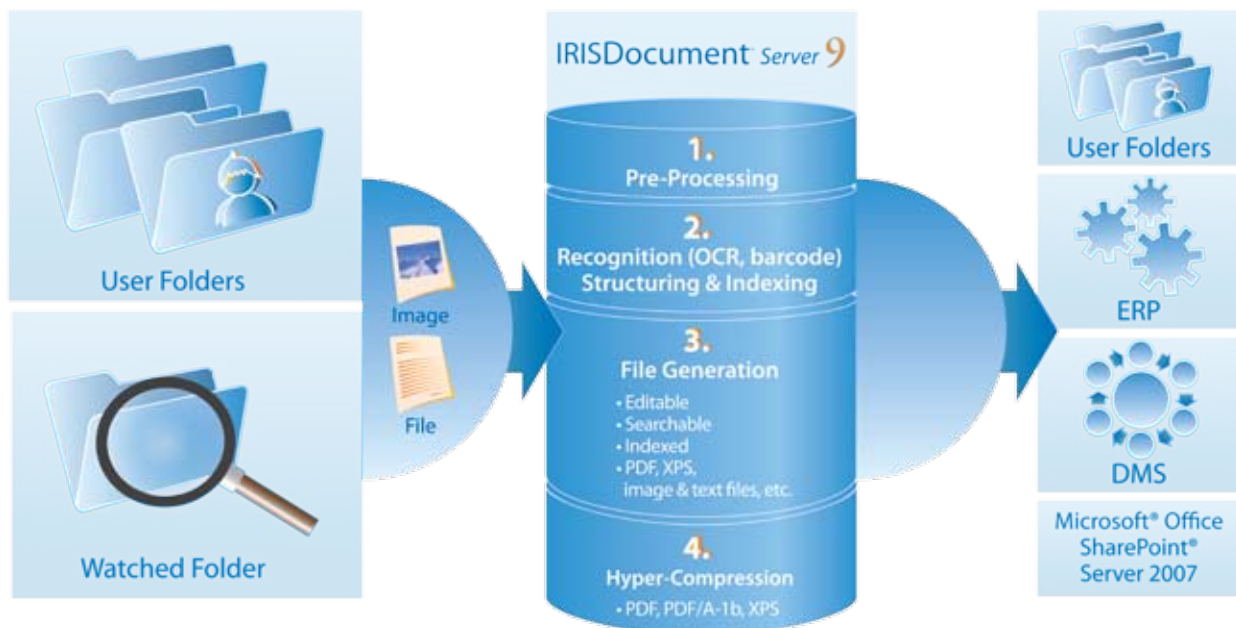 User Folders
Watched Folder
Image
File
IRISDocument™ Server 9
1.
Pre-Processing
2.
Recognition (OCR, barcode)
Structuring & Indexing
3.
File Generation
• Editable
• Searchable
• Indexed
• PDF, XPS,
image & text files, etc.
4.
Hyper-Compression
• PDF, PDF/A-1b, XPS
User Folders
ERP
DMS
Microsoft® Office
SharePoint®
Server 2007